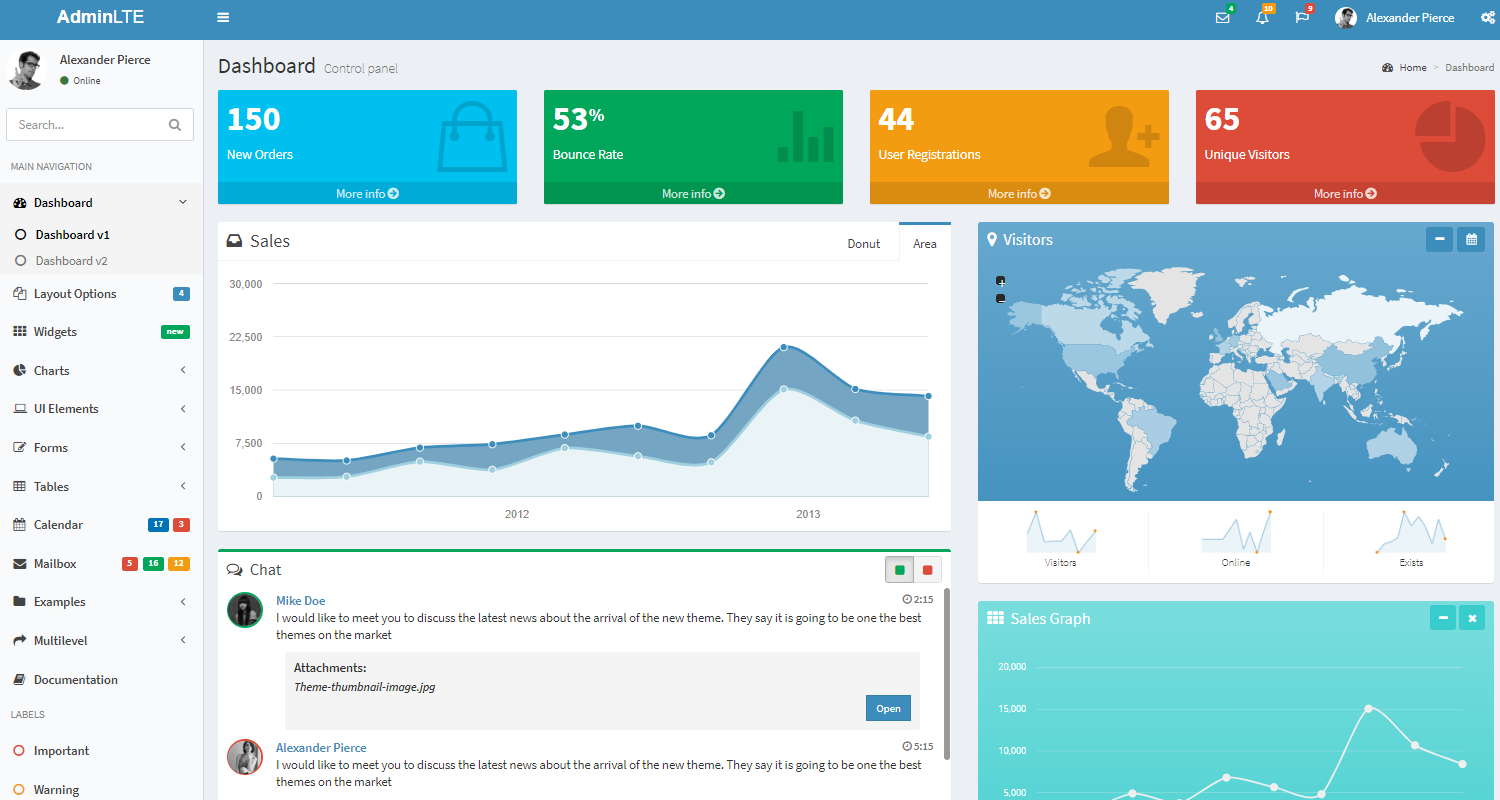 AdminLTE
4
10
9
Alexander Pierce
Alexander Pierce
Online
Search...
MAIN NAVIGATION
Dashboard
Dashboard v1
Dashboard v2
Layout Options 4
Widgets new
Charts
UI Elements
Forms
Tables
Calendar 17 3
Mailbox 5 16 12
Examples
Multilevel
Documentation
LABELS
Important
Warning
Dashboard Control panel
Home > Dashboard
150
New Orders
More info
53%
Bounce Rate
More info
44
User Registrations
More info
65
Unique Visitors
More info
Sales
Donut
Area
30,000
22,500
15,000
7,500
0
2012
2013
Chat
Mike Doe
2:15
I would like to meet you to discuss the latest news about the arrival of the new theme. They say it is going to be one the best
themes on the market
Attachments:
Theme-thumbnail-image.jpg
Open
Alexander Pierce
5:15
I would like to meet you to discuss the latest news about the arrival of the new theme. They say it is going to be one the best
themes on the market
Visitors
+
−
Visitors
Online
Exists
Sales Graph
20,000
15,000
10,000
5,000